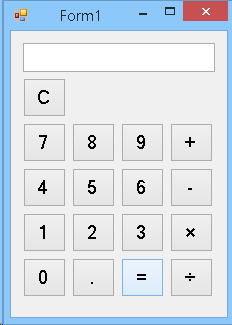 Form1
C
7 8 9 +
4 5 6 -
1 2 3 ×
0 . = ÷